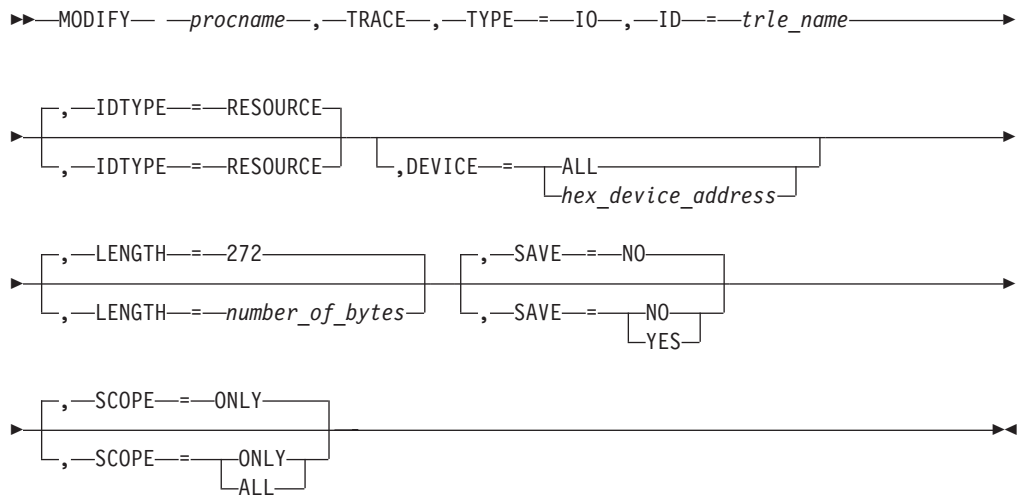 MODIFY procname , TRACE , TYPE = IO , ID = trle_name
, IDTYPE = RESOURCE
, IDTYPE = RESOURCE
,DEVICE = ALL
hex_device_address
, LENGTH = 272
, LENGTH = number_of_bytes
, SAVE = NO
, SAVE = NO
YES
, SCOPE = ONLY
, SCOPE = ONLY
ALL